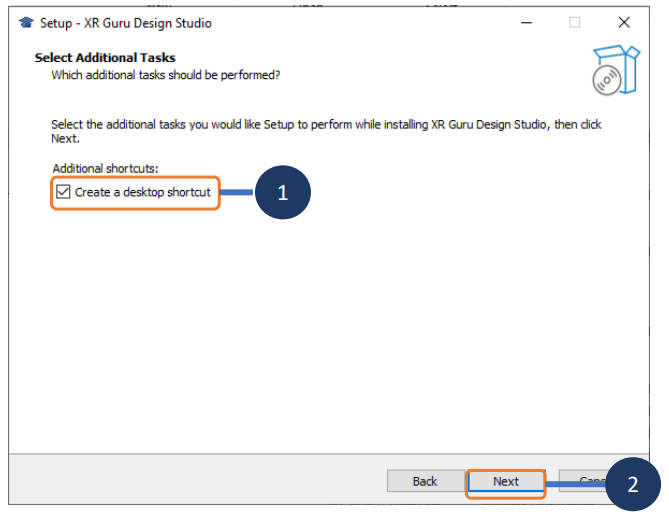 Setup - XR Guru Design Studio
Select Additional Tasks
Which additional tasks should be performed?
Select the additional tasks you would like Setup to perform while installing XR Guru Design Studio, then click
Next.
Additional shortcuts:
Create a desktop shortcut
1
Back
Next
2